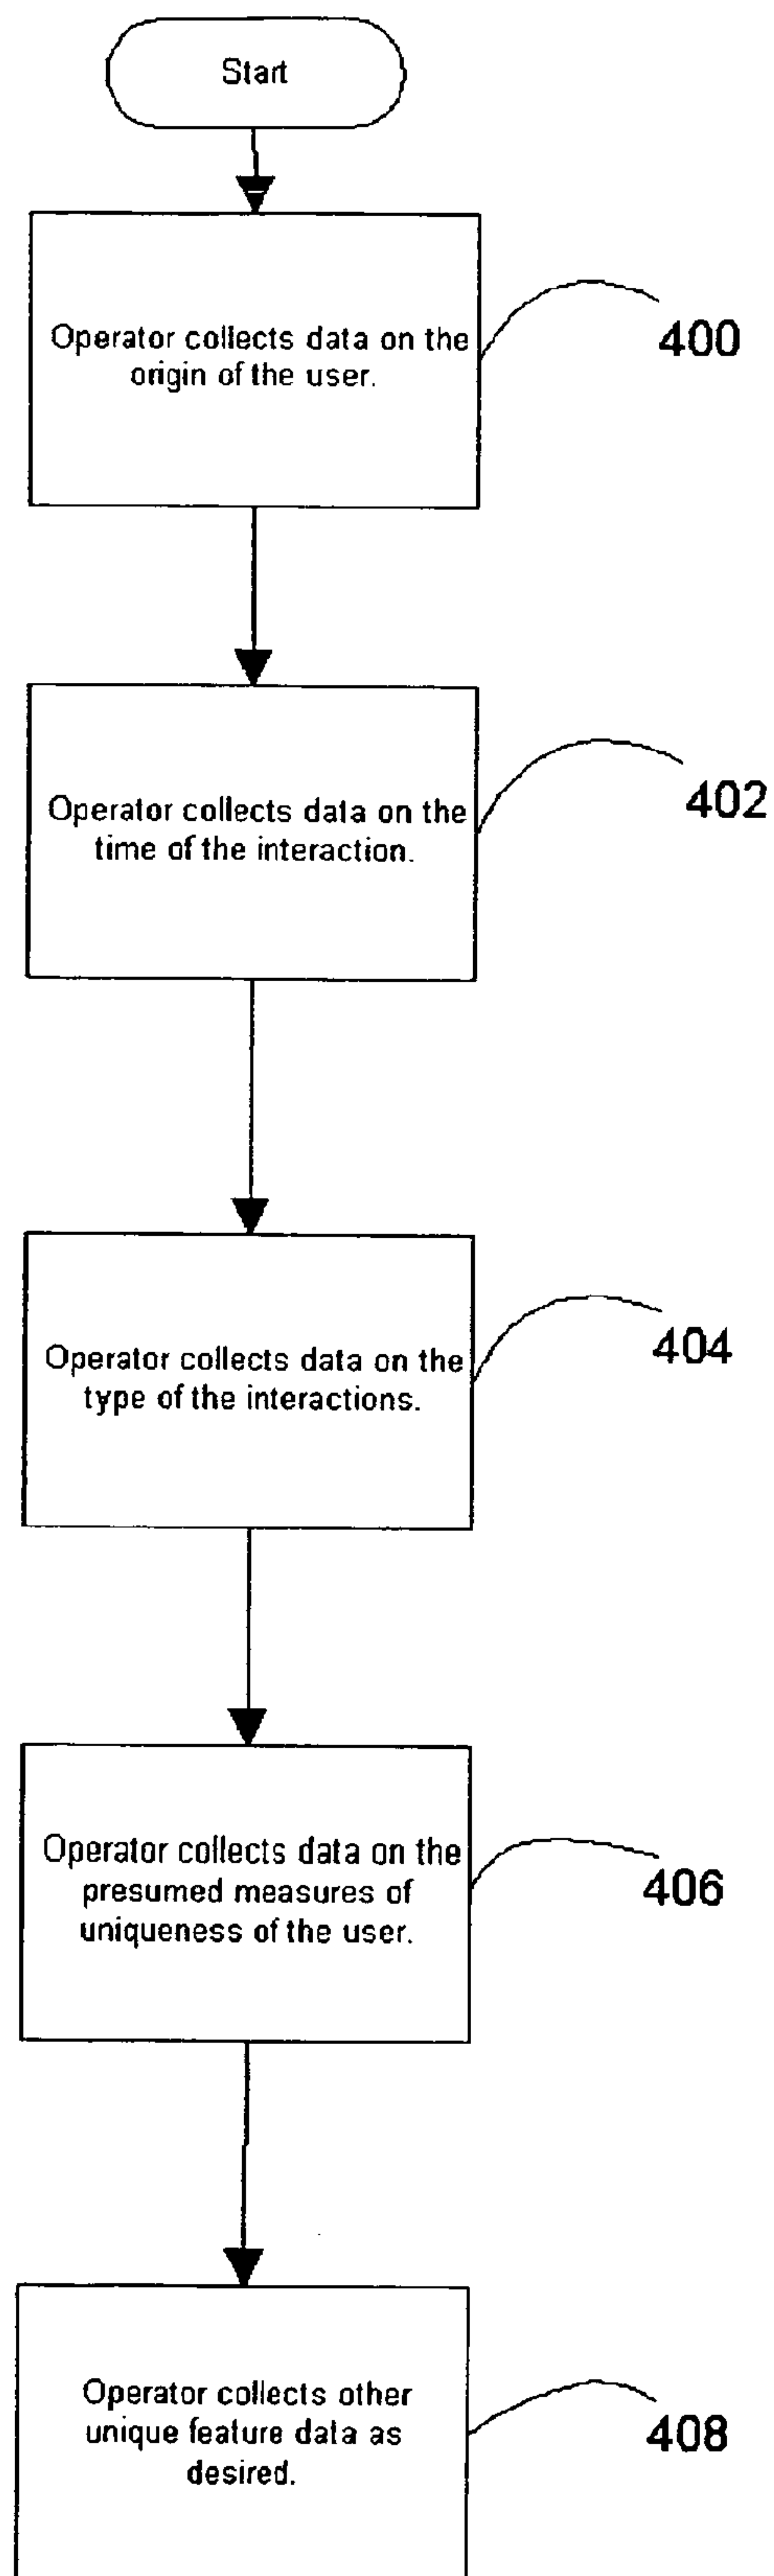 Start
Operator collects data on the
origin of the user.
400
Operator collects data on the
time of the interaction.
402
Operator collects data on the
type of the interactions.
404
Operator collects data on the
presumed measures of
uniqueness of the user.
406
Operator collects other
unique feature data as
desired.
408